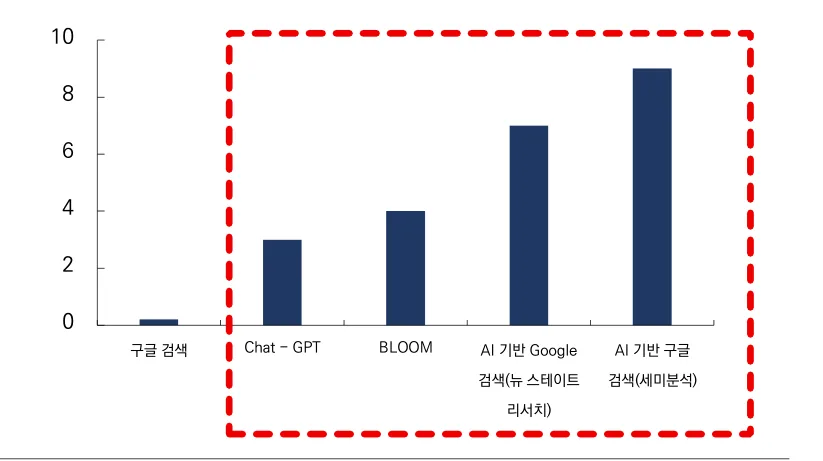 10
8
6
4
2
0
구글 검색
Chat - GPT
BLOOM
AI 기반 Google
검색(뉴 스테이트
리서치)
AI 기반 구글
검색(세미분석)